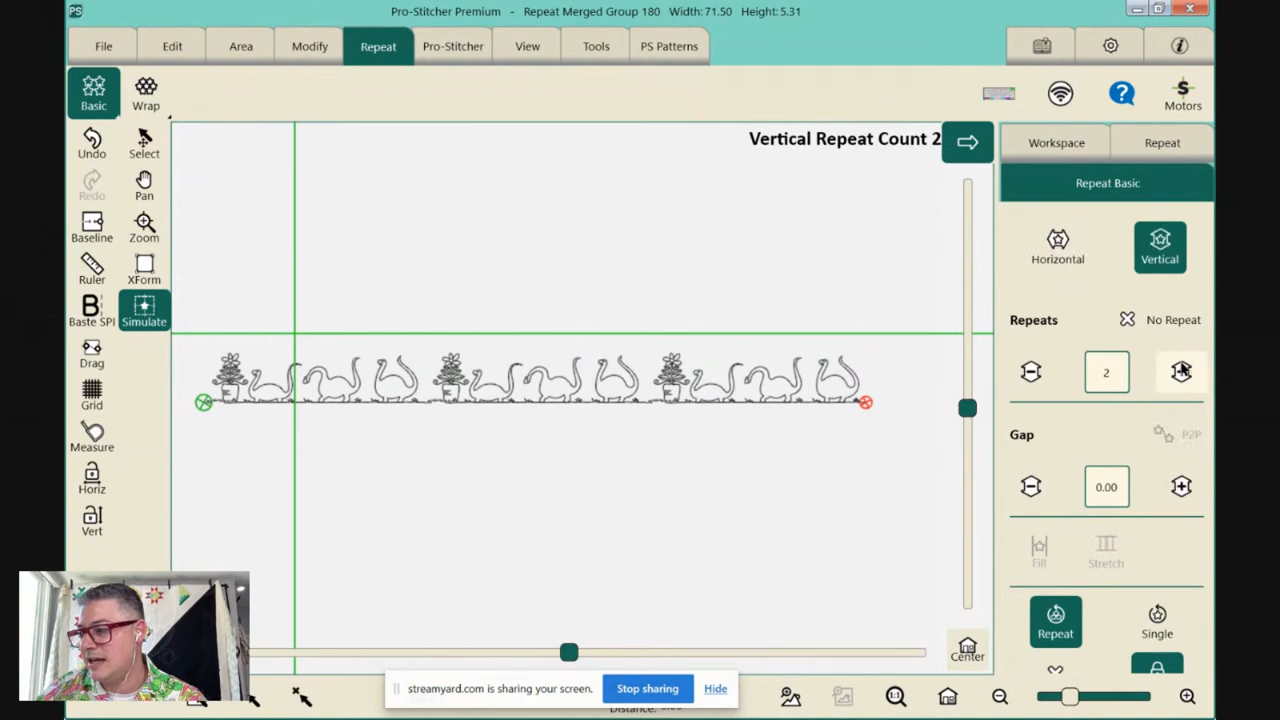 PS
Pro-Stitcher Premium - Repeat Merged Group 180 Width:71.50 Height:5.31
File Edit Area Modify Repeat Pro-Stitcher View Tools PS Patterns
Basic Wrap
Motors
Undo Select
Redo Pan
Baseline Zoom
Ruler XForm
Baste SPI Simulate
Drag
Grid
Measure
Horiz
Vert
Vertical Repeat Count 2
Workspace Repeat
Repeat Basic
Horizontal Vertical
Repeats No Repeat
2
Gap P2P
0.00
Fill Stretch
Repeat Single
Center
streamyard.com is sharing your screen. Stop sharing Hide
1:1